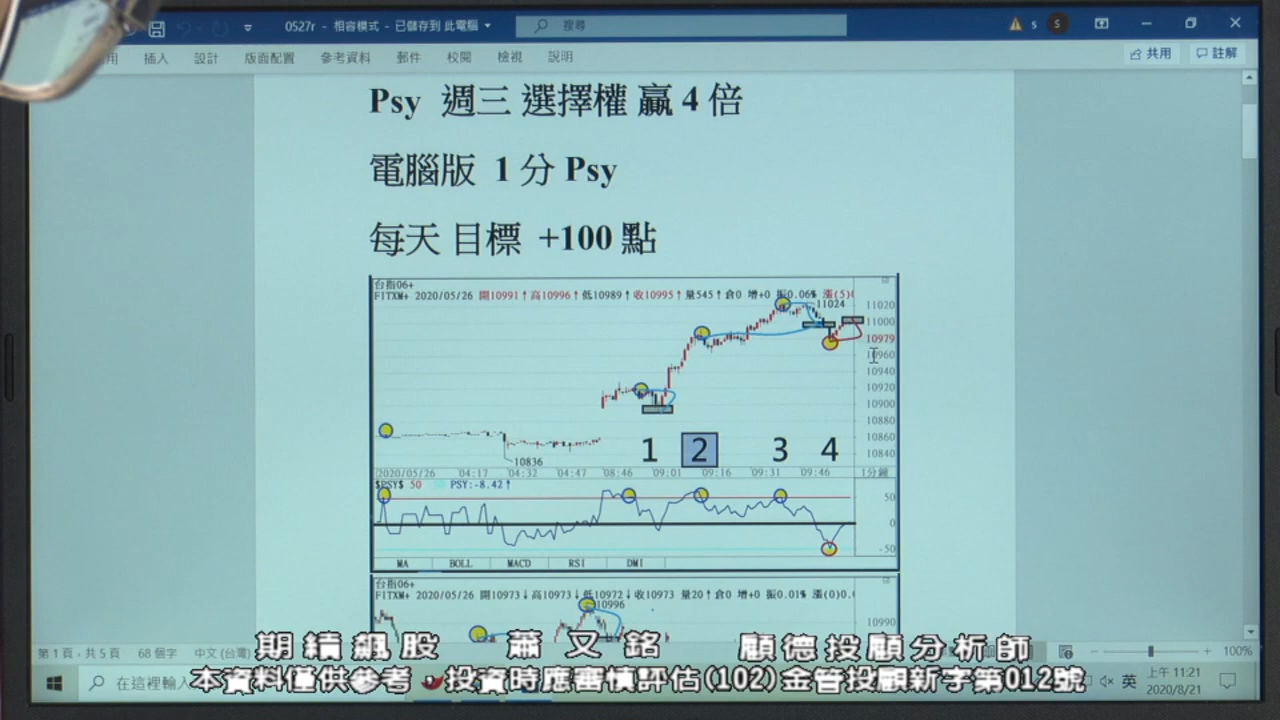 0527r - 相容模式 - 已儲存到 此電腦
搜尋
5
S
插入 設計 版面配置 參考資料 郵件 校閱 檢視 說明
共用 註解
Psy 週三 選擇權 贏 4 倍
電腦版 1 分 Psy
每天 目標 +100 點
台指06+
FITXM+ 2020/05/26 開10991↑高10996↑低10989↑收10995↑量545↑倉0 增+0 振0.06% 漲(5)
11024
11020
11000
10979
10960
10940
10920
10900
10880
10860
10840
10836
1 2 3 4
2020/05/26 04:17 04:32 04:47 08:46 09:01 09:16 09:31 09:46 1分鐘
$PSY$ 50 PSY:-8.42↑
50
0
-50
MA BOLL MACD RSI DMI
台指06+
FITXM+ 2020/05/26 開10973↓高10973↓低10972↓收10973 量20↑倉0 增+0 振0.01% 漲(0)0.
10996
10990
期續飆股 蕭又銘 顧德投顧分析師
第 1 頁，共 5 頁 68 個字 中文 (台灣)
100%
本資料僅供參考，投資時應審慎評估(102)金管投顧新字第012號
在這裡輸入
英
上午 11:21
2020/8/21